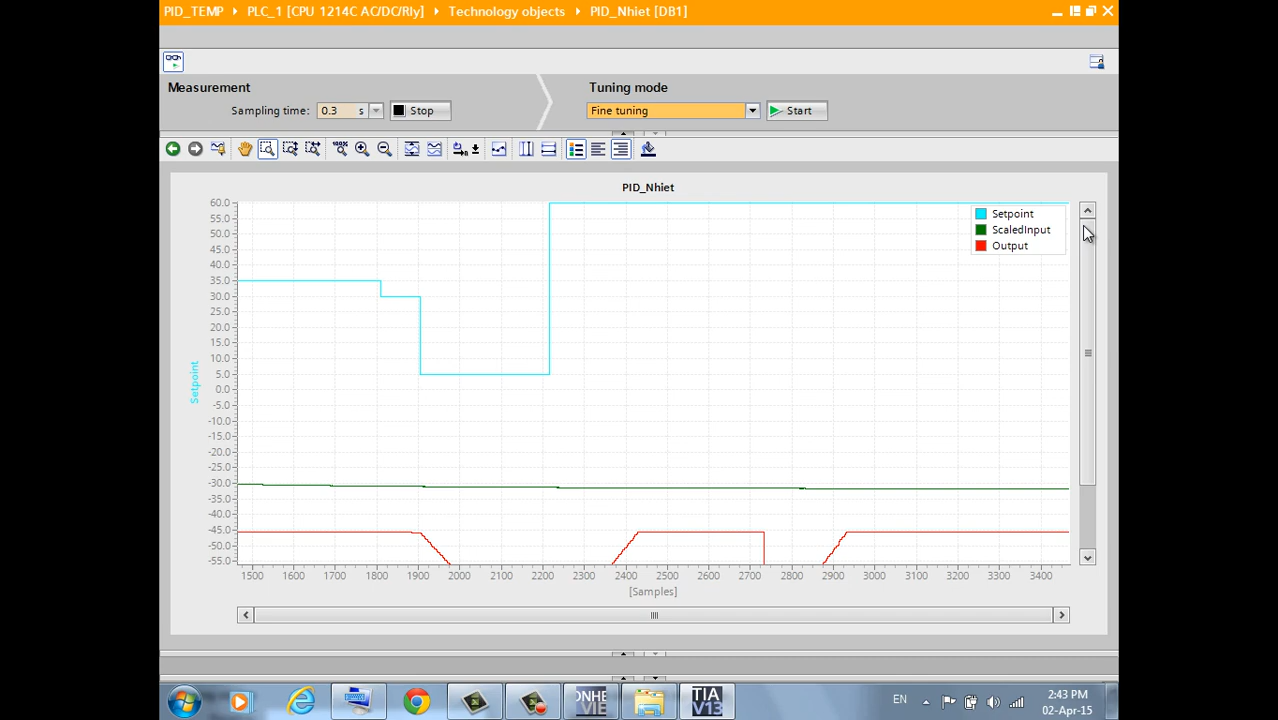 PID_TEMP PLC_1 [CPU 1214C AC/DC/Rly] Technology objects PID_Nhiet [DB1]
Measurement Tuning mode
Sampling time: 0.3 s Stop Fine tuning Start
100%
PID_Nhiet
Setpoint
ScaledInput
Output
Setpoint
60.0
55.0
50.0
45.0
40.0
35.0
30.0
25.0
20.0
15.0
10.0
5.0
0.0
-5.0
-10.0
-15.0
-20.0
-25.0
-30.0
-35.0
-40.0
-45.0
-50.0
-55.0
1500 1600 1700 1800 1900 2000 2100 2200 2300 2400 2500 2600 2700 2800 2900 3000 3100 3200 3300 3400
[Samples]
ONHE
VIE
TIA
V13
EN
2:43 PM
02-Apr-15